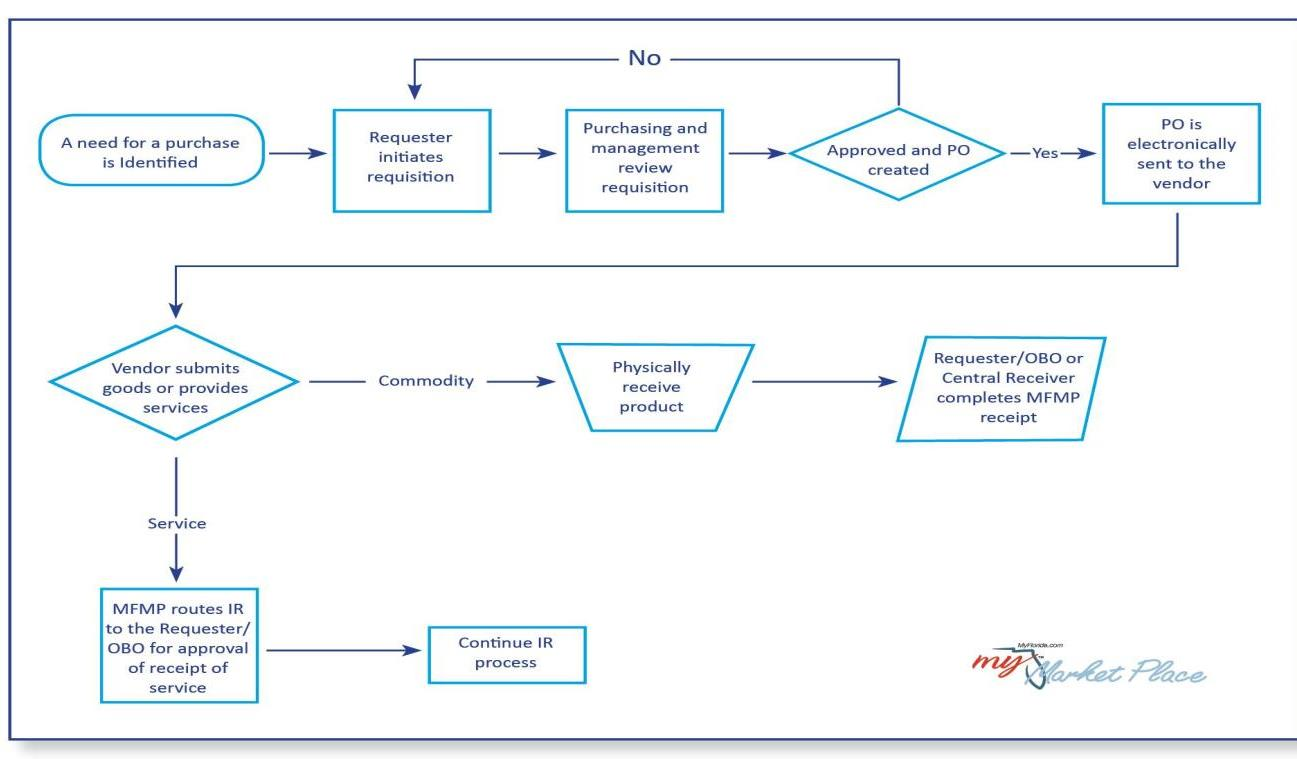 No
A need for a purchase
is Identified
Requester
initiates
requisition
Purchasing and
management
review
requisition
Approved and PO
created
Yes
PO is
electronically
sent to the
vendor
Vendor submits
goods or provides
services
Commodity
Physically
receive
product
Requester/OBO or
Central Receiver
completes MFMP
receipt
Service
MFMP routes IR
to the Requester/
OBO for approval
of receipt of
service
Continue IR
process
MyFlorida.com
my Market Place